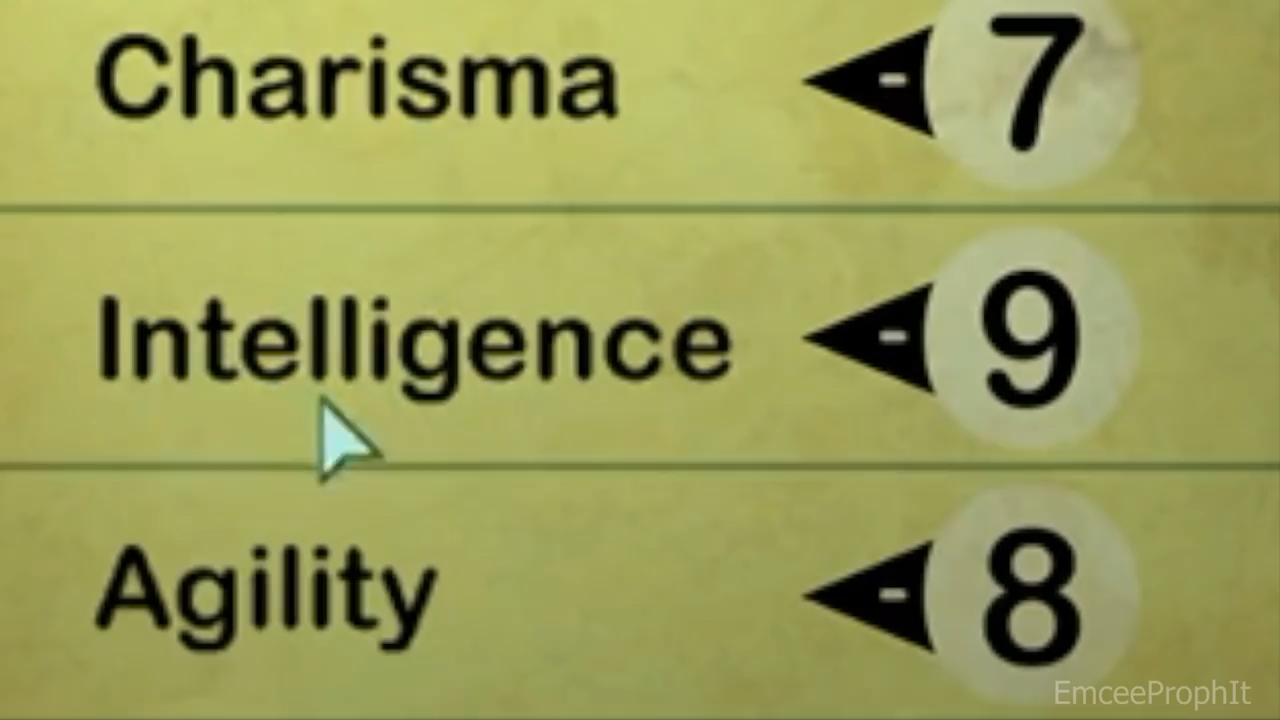 Charisma - 7
Intelligence - 9
Agility - 8
EmceeProphIt